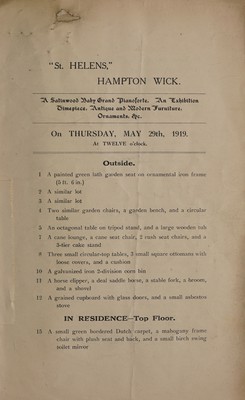 "St. HELENS,"
HAMPTON WICK.
A Satinwood Baby Grand Pianoforte. An Exhibition
Timepiece. Antique and Modern Furniture.
Ornaments. &c.
On THURSDAY, MAY 29th, 1919.
At TWELVE o'clock.
Outside.
1 A painted green lath garden seat on ornamental iron frame
(5 ft. 6 in.)
2 A similar lot
3 A similar lot
4 Two similar garden chairs, a garden bench, and a circular
table
5 An octagonal table on tripod stand, and a large wooden tub
7 A cane lounge, a cane seat chair, 2 rush seat chairs, and a
3-tier cake stand
8 Three small circular-top tables, 2 small square ottomans with
loose covers, and a cushion
10 A galvanized iron 2-division corn bin
11 A horse clipper, a deal saddle horse, a stable fork, a broom,
and a shovel
12 A grained cupboard with glass doors, and a small asbestos
stove
IN RESIDENCE—Top Floor.
15 A small green bordered Dutch carpet, a mahogany frame
chair with plush seat and back, and a small birch swing
toilet mirror